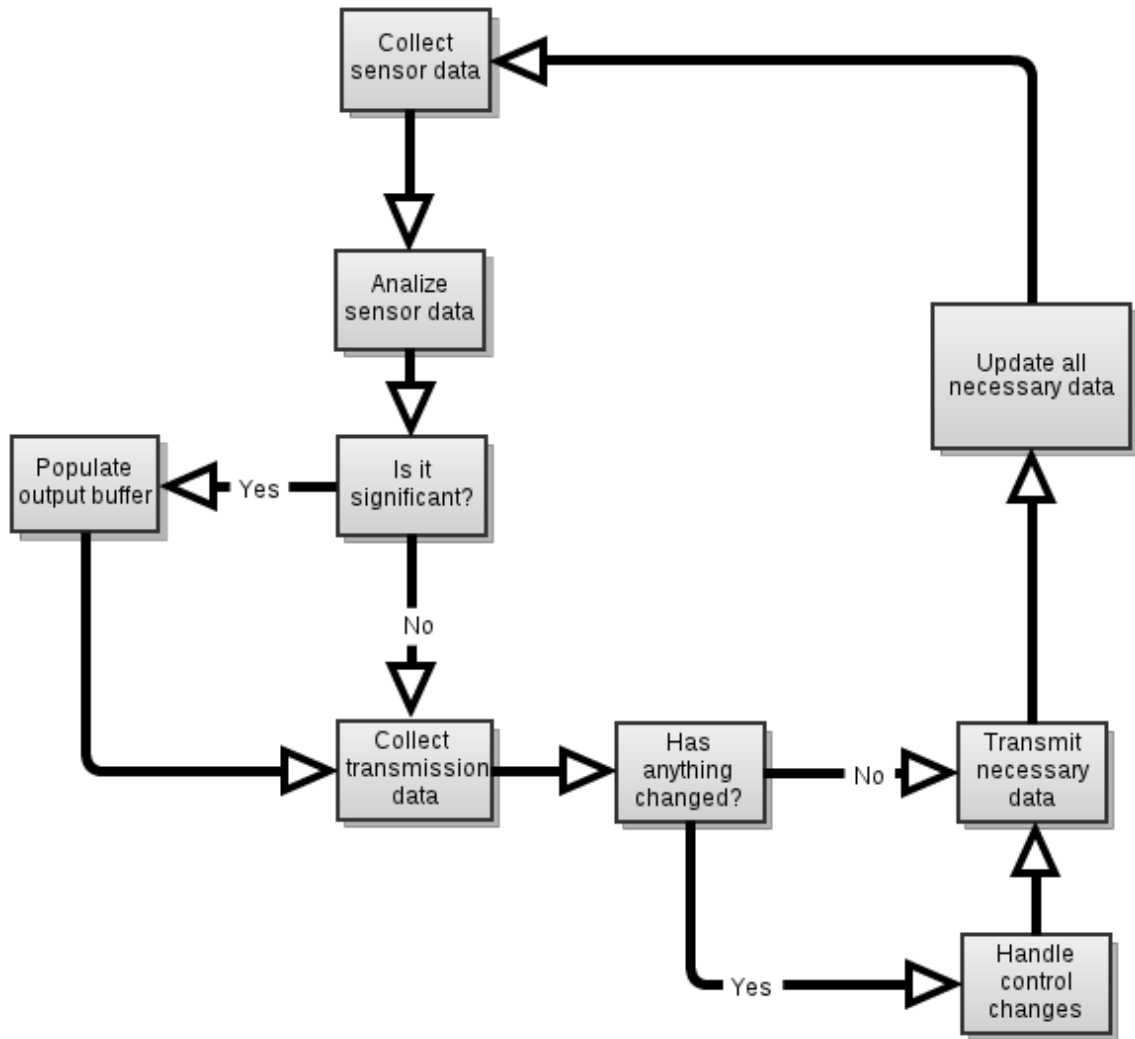 Collect
sensor data
Analize
sensor data
Update all
necessary data
Populate
output buffer
Yes
Is it
significant?
No
Collect
transmission
data
Has
anything
changed?
No
Transmit
necessary
data
Yes
Handle
control
changes